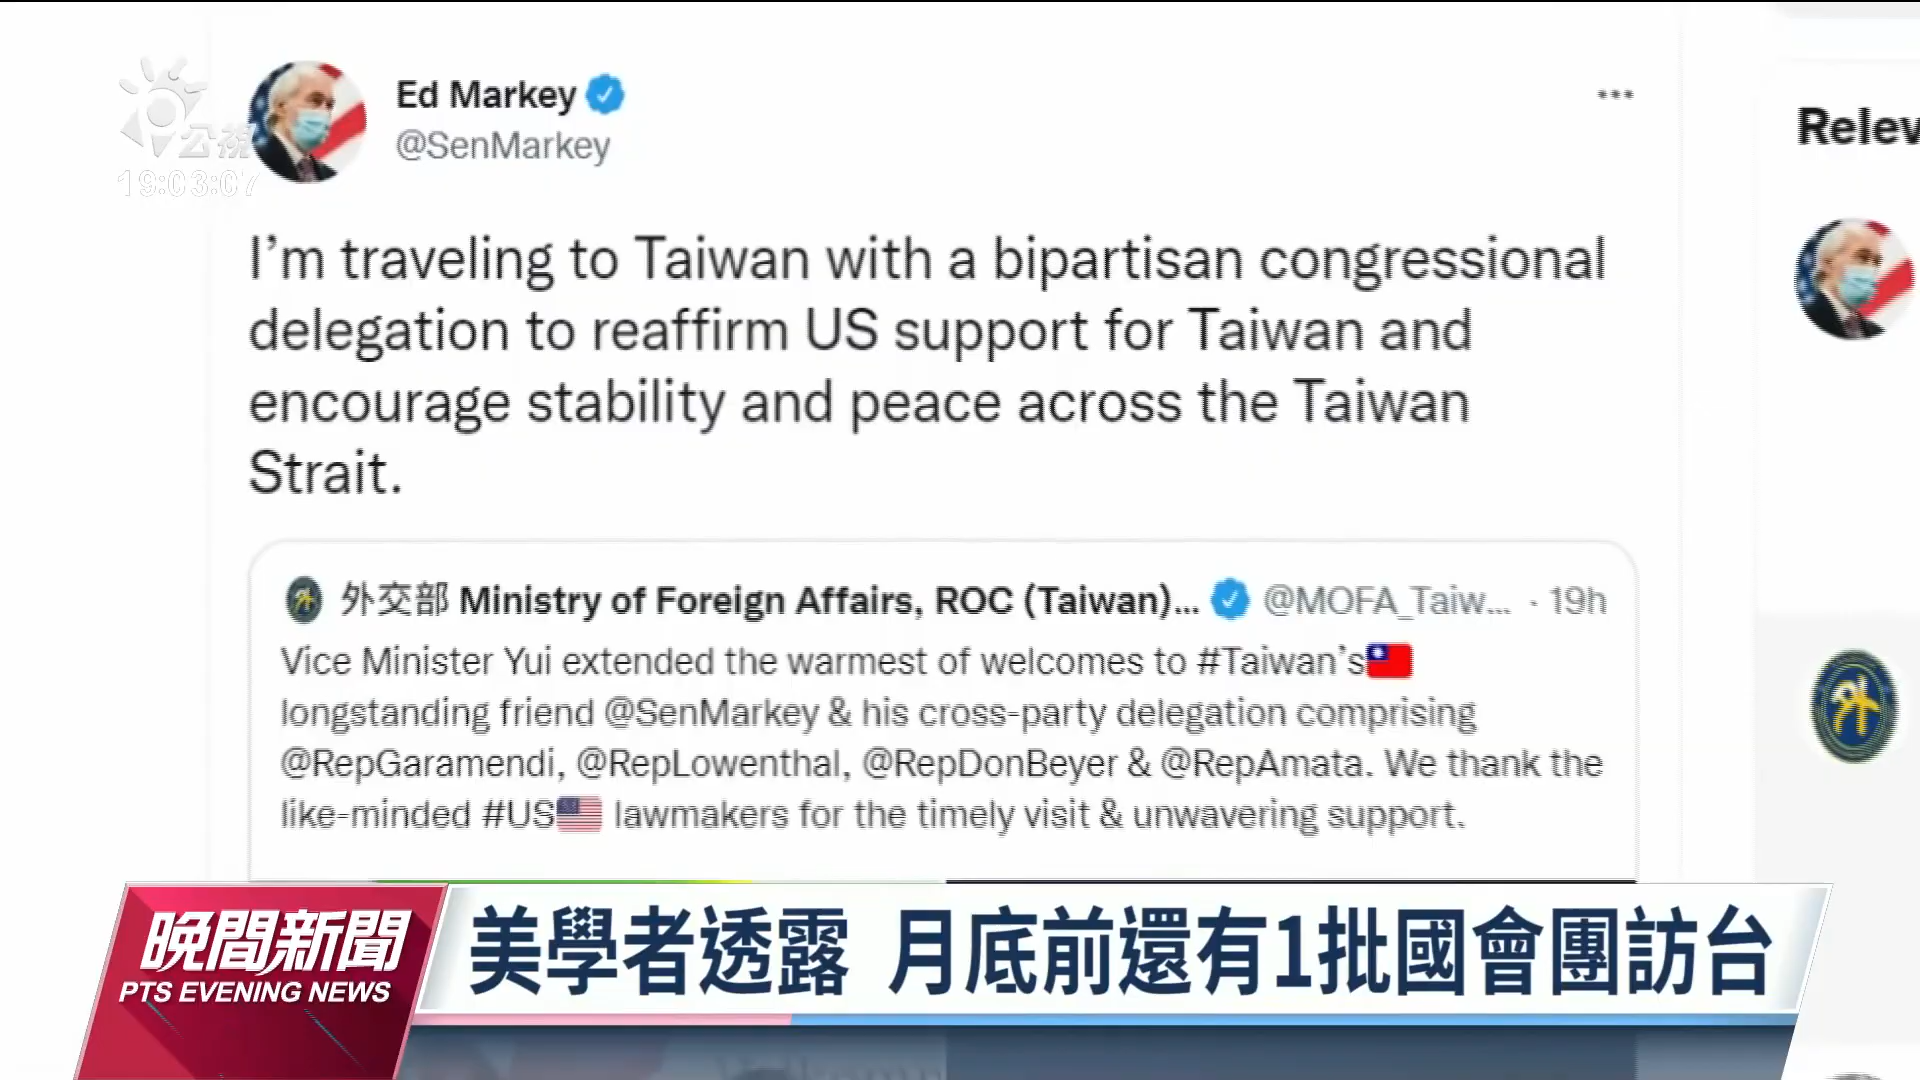 公視
19:03:07
Ed Markey
@SenMarkey
Relev
I’m traveling to Taiwan with a bipartisan congressional
delegation to reaffirm US support for Taiwan and
encourage stability and peace across the Taiwan
Strait.
外交部 Ministry of Foreign Affairs, ROC (Taiwan)... @MOFA_Taiw... · 19h
Vice Minister Yui extended the warmest of welcomes to #Taiwan’s
longstanding friend @SenMarkey & his cross-party delegation comprising
@RepGaramendi, @RepLowenthal, @RepDonBeyer & @RepAmata. We thank the
like-minded #US lawmakers for the timely visit & unwavering support.
晚間新聞
PTS EVENING NEWS
美學者透露 月底前還有1批國會團訪台